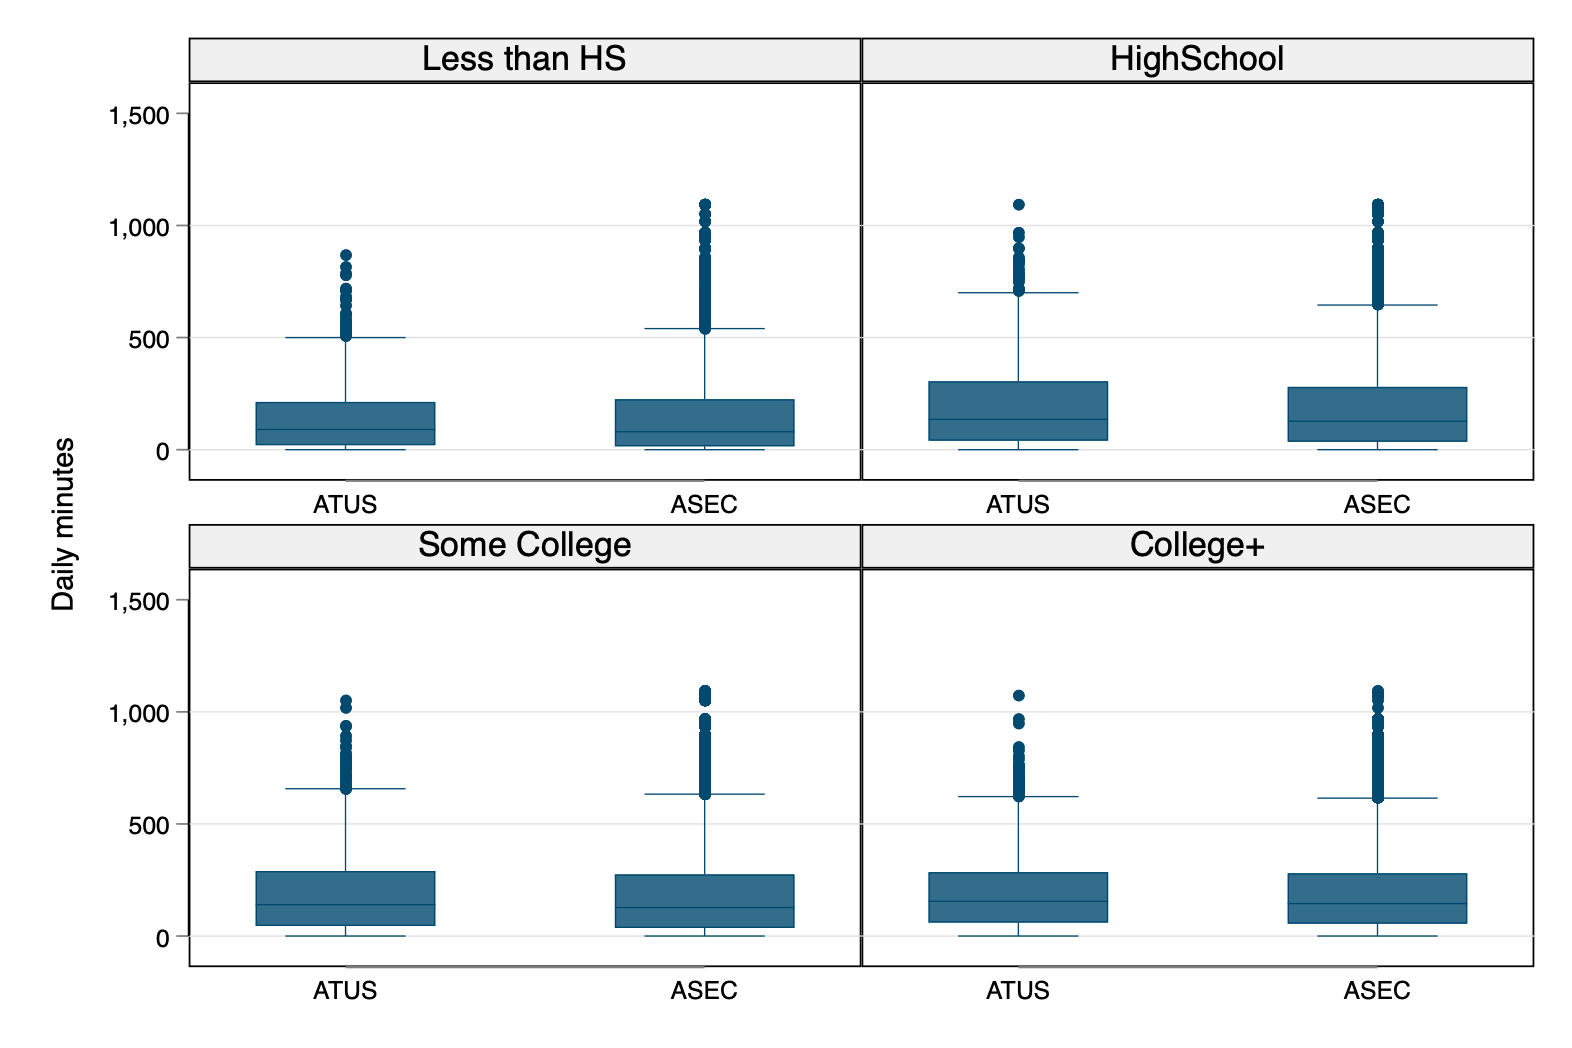 Less than HS
HighSchool
1,500
1,000
500
0
ATUS
ASEC
ATUS
ASEC
Daily minutes
Some College
College+
1,500
1,000
500
0
ATUS
ASEC
ATUS
ASEC